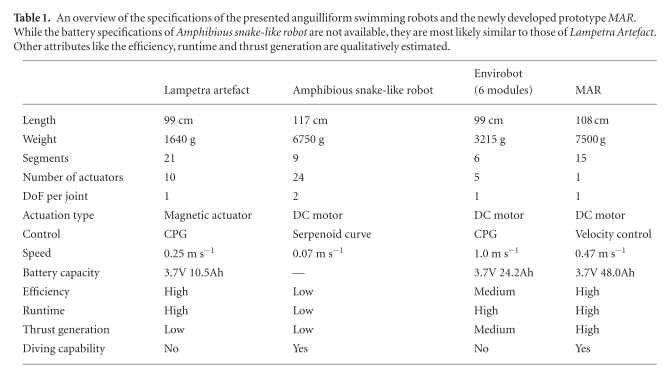 Table 1. An overview of the specifications of the presented anguilliform swimming robots and the newly developed prototype MAR.
While the battery specifications of Amphibious snake-like robot are not available, they are most likely similar to those of Lampetra Artefact.
Other attributes like the efficiency, runtime and thrust generation are qualitatively estimated.
Envirobot
Lampetra artefact Amphibious snake-like robot (6 modules) MAR
Length 99 cm 117 cm 99 cm 108 cm
Weight 1640 g 6750 g 3215 g 7500 g
Segments 21 9 6 15
Number of actuators 10 24 5 1
DoF per joint 1 2 1 1
Actuation type Magnetic actuator DC motor DC motor DC motor
Control CPG Serpenoid curve CPG Velocity control
Speed 0.25 m s⁻¹ 0.07 m s⁻¹ 1.0 m s⁻¹ 0.47 m s⁻¹
Battery capacity 3.7V 10.5Ah — 3.7V 24.2Ah 3.7V 48.0Ah
Efficiency High Low Medium High
Runtime High Low High High
Thrust generation Low Low Medium High
Diving capability No Yes No Yes